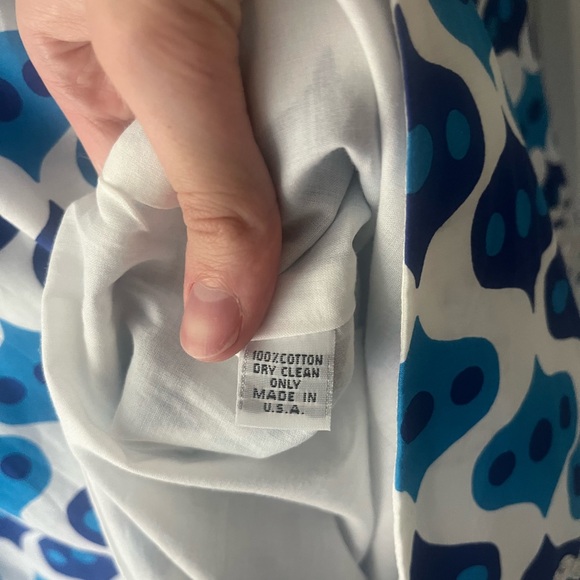 100% COTTON
DRY CLEAN
ONLY
MADE IN
U.S.A.